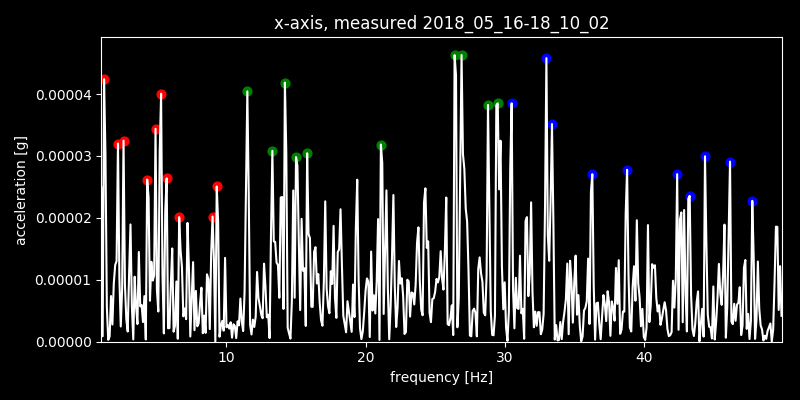 x-axis, measured 2018_05_16-18_10_02
0.00004
0.00003
0.00002
0.00001
0.00000
acceleration [g]
10 20 30 40
frequency [Hz]